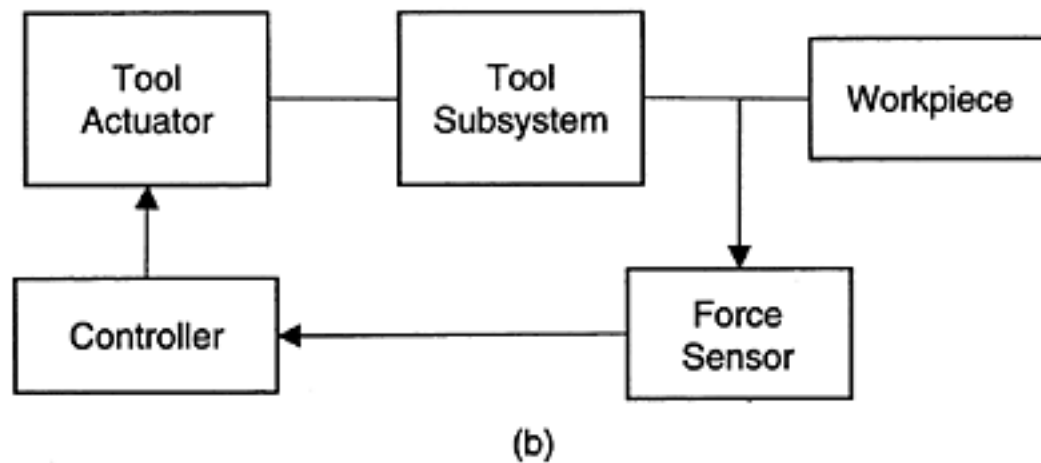 Tool
Actuator
Tool
Subsystem
Workpiece
Controller
Force
Sensor
(b)